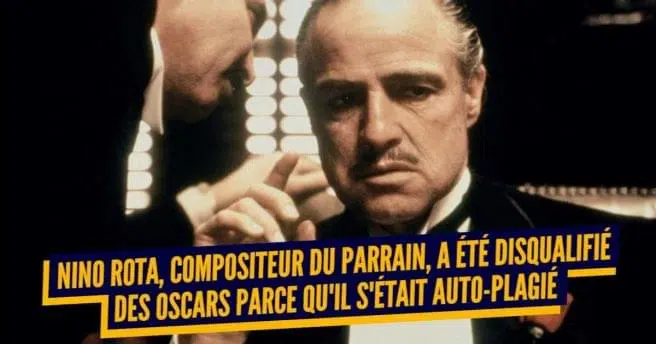 NINO ROTA, COMPOSITEUR DU PARRAIN, A ÉTÉ DISQUALIFIÉ
DES OSCARS PARCE QU'IL S'ÉTAIT AUTO-PLAGIÉ